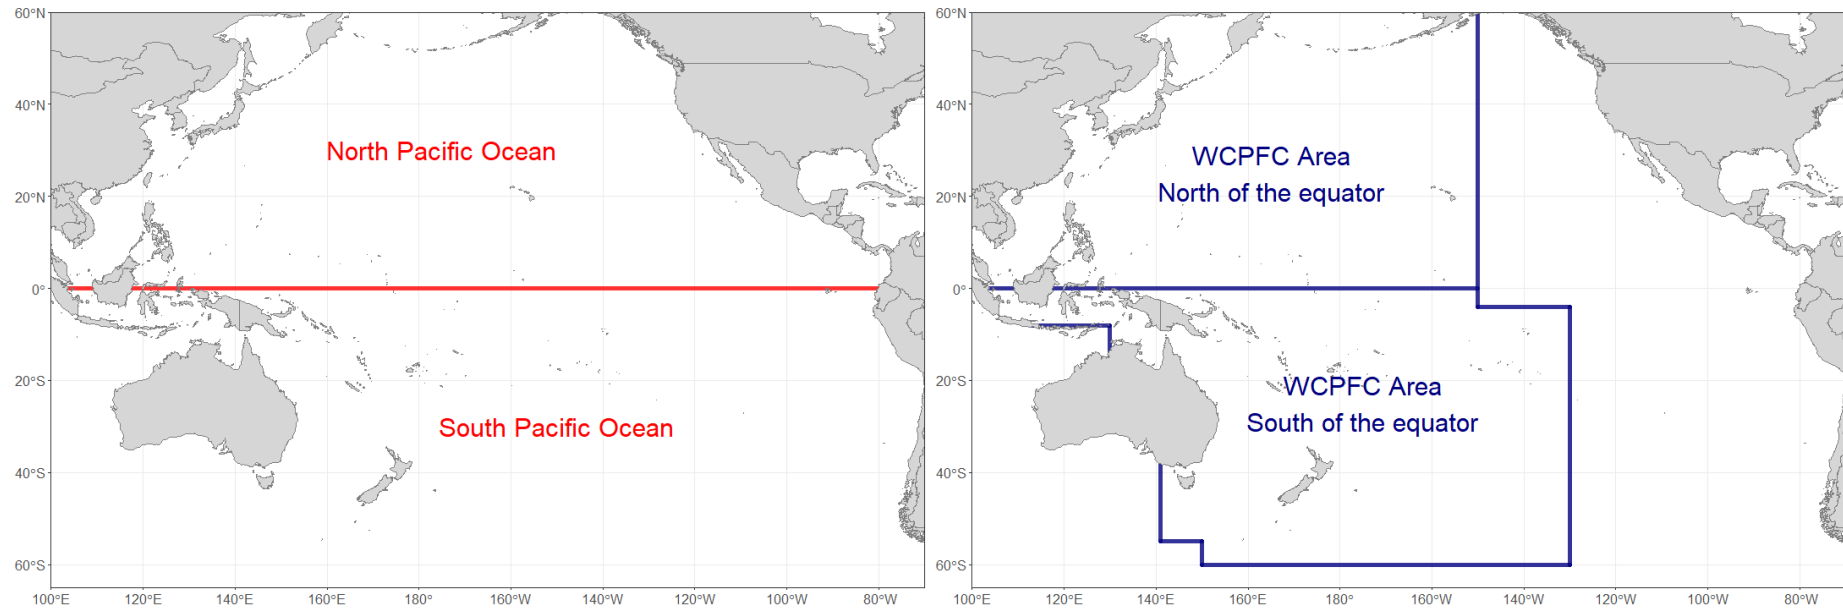 60°N
40°N
20°N
0°
20°S
40°S
60°S
North Pacific Ocean
South Pacific Ocean
100°E 120°E 140°E 160°E 180° 160°W 140°W 120°W 100°W 80°W
60°N
40°N
20°N
0°
20°S
40°S
60°S
WCPFC Area
North of the equator
WCPFC Area
South of the equator
100°E 120°E 140°E 160°E 180° 160°W 140°W 120°W 100°W 80°W